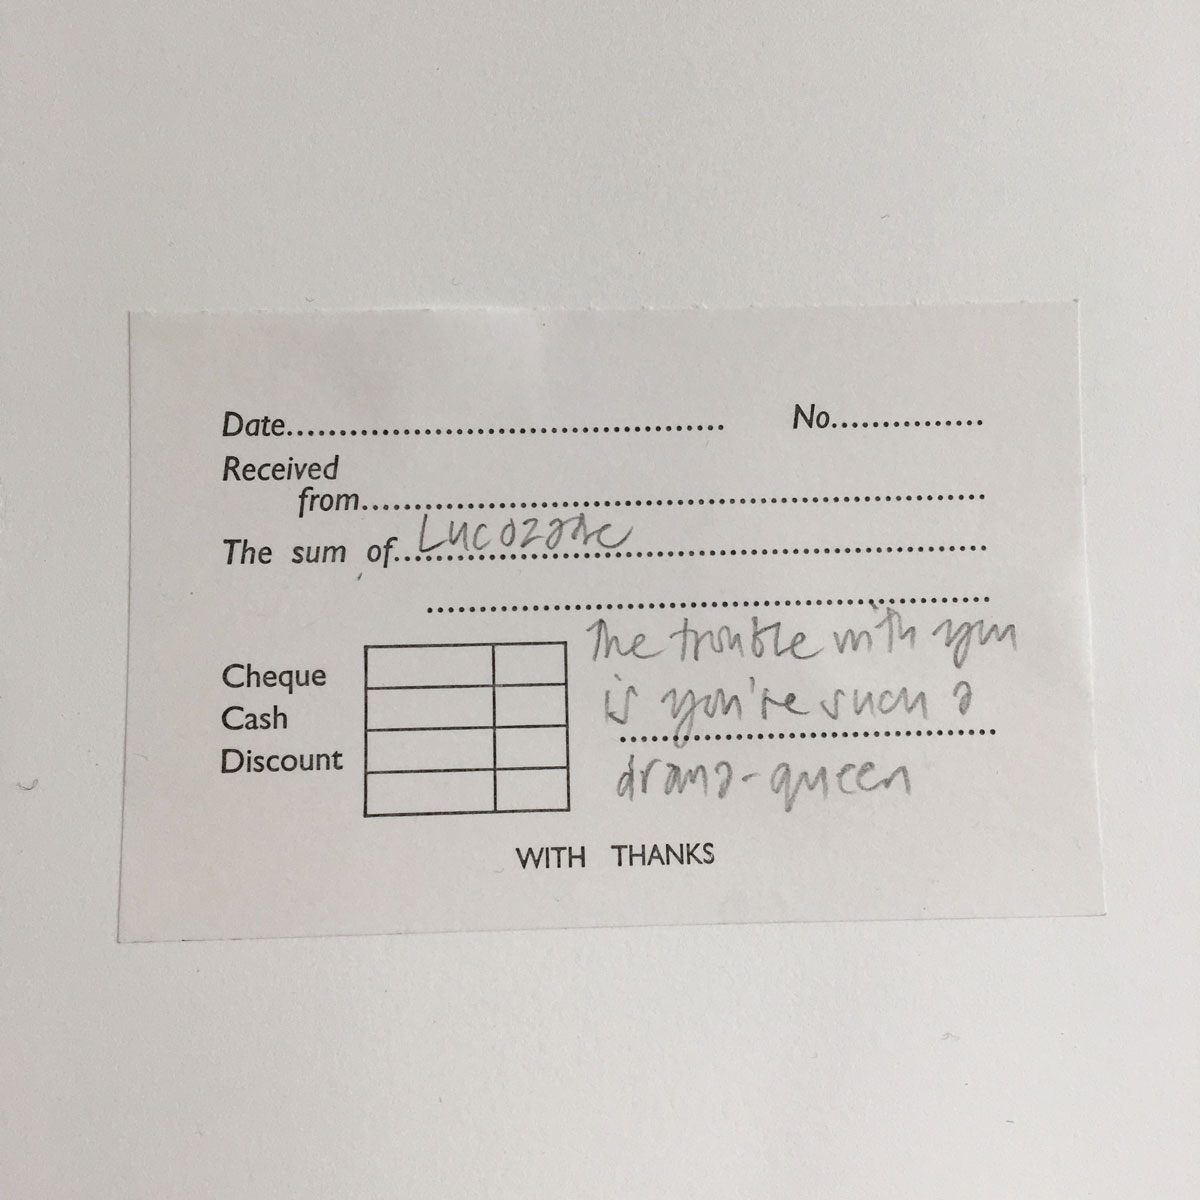 Date.......................................... No...............
Received
from............................................................
The sum of..Lucozade..................................
......................................................
The trouble with you
Cheque
is you're such a
Cash
....................................
Discount
drama-queen
WITH THANKS